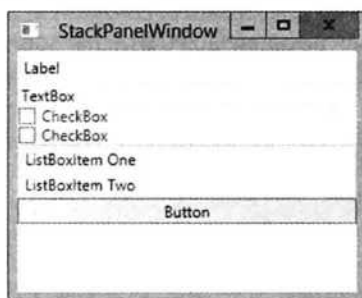 StackPanelWindow
Label
TextBox
CheckBox
CheckBox
ListBoxItem One
ListBoxItem Two
Button